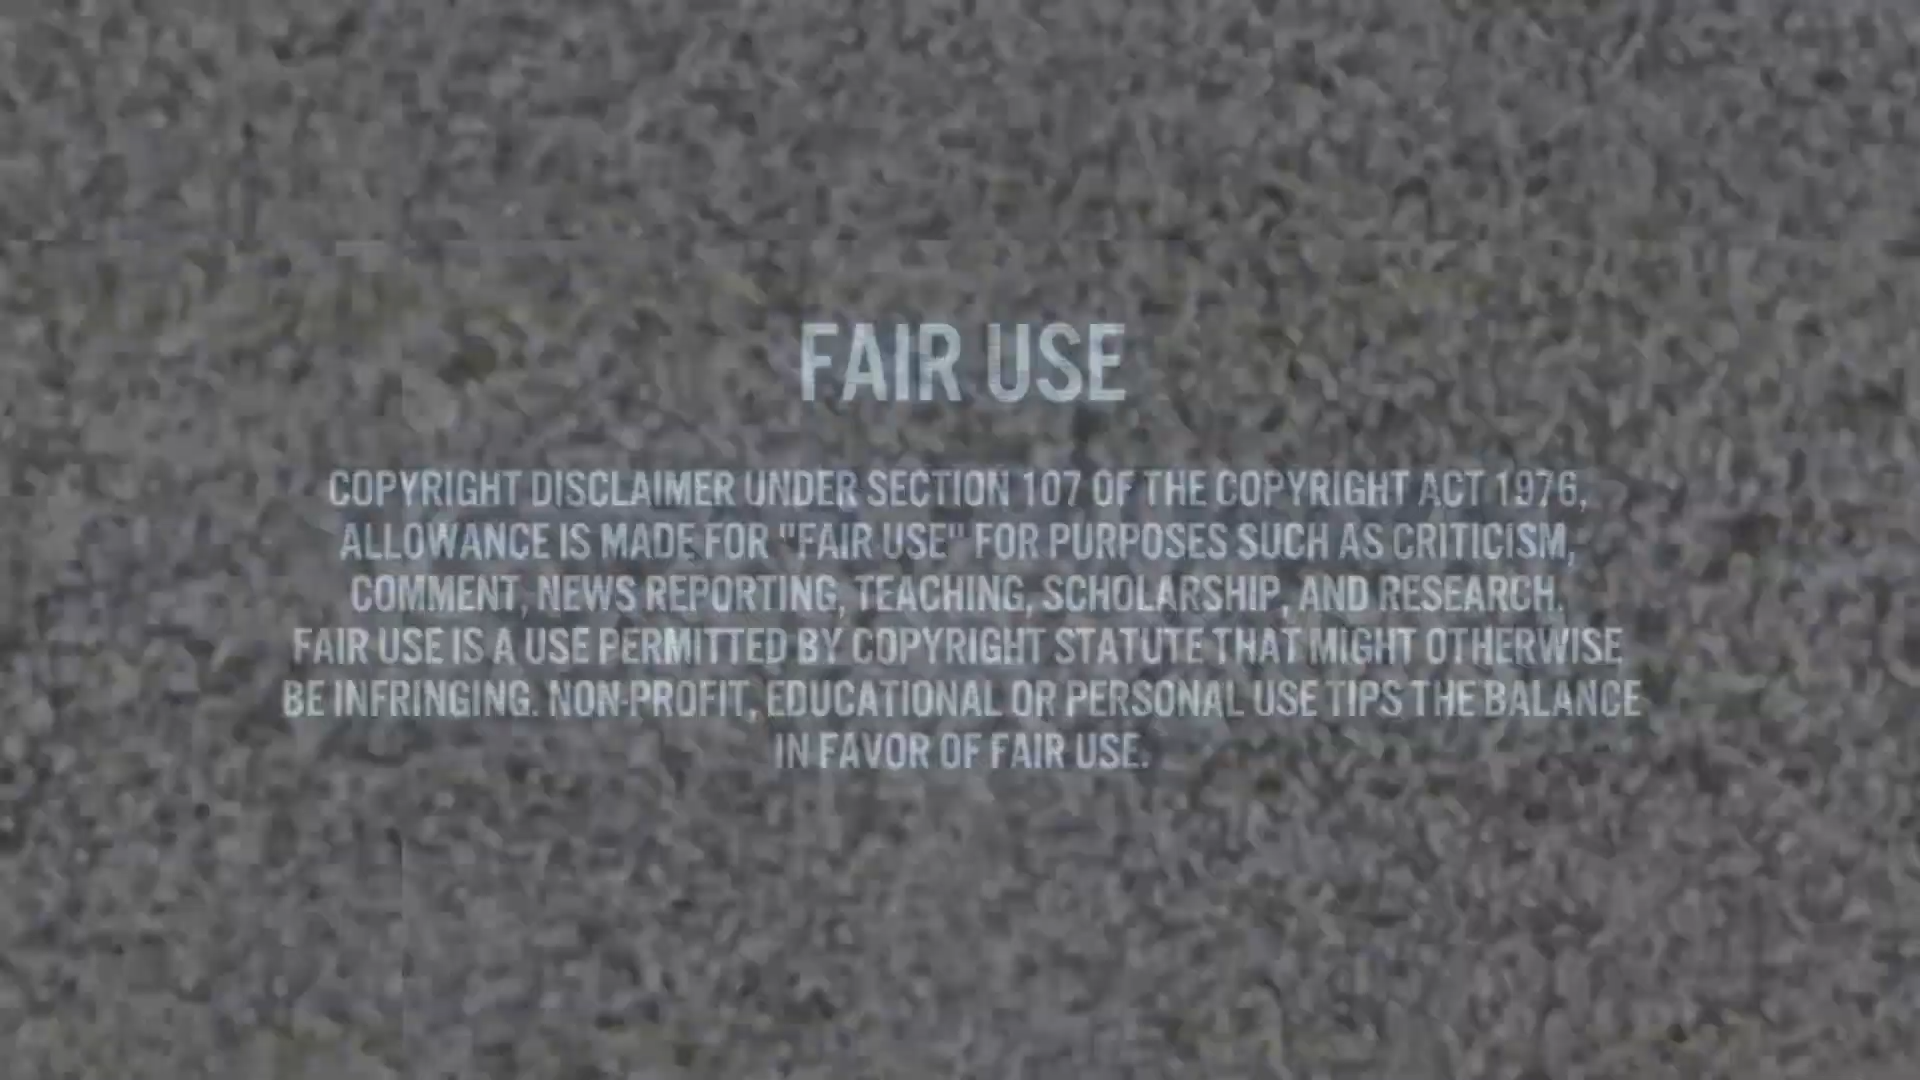 FAIR USE
COPYRIGHT DISCLAIMER UNDER SECTION 107 OF THE COPYRIGHT ACT 1976,
ALLOWANCE IS MADE FOR "FAIR USE" FOR PURPOSES SUCH AS CRITICISM,
COMMENT, NEWS REPORTING, TEACHING, SCHOLARSHIP, AND RESEARCH.
FAIR USE IS A USE PERMITTED BY COPYRIGHT STATUTE THAT MIGHT OTHERWISE
BE INFRINGING. NON-PROFIT, EDUCATIONAL OR PERSONAL USE TIPS THE BALANCE
IN FAVOR OF FAIR USE.